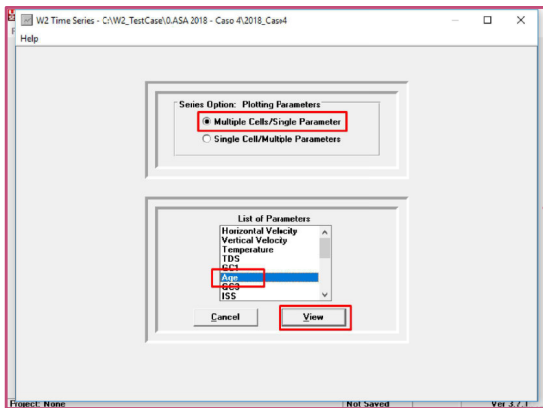 W2 Time Series - C:\W2_TestCase\0.ASA 2018 - Caso 4\2018_Caso4
Help
Series Option: Plotting Parameters
Multiple Cells/Single Parameter
Single Cell/Multiple Parameters
List of Parameters
Horizontal Velocity
Vertical Velocity
Temperature
TDS
GC1
Age
GC3
ISS
Cancel
View
Project: None
Not Saved
Ver 3.7.1